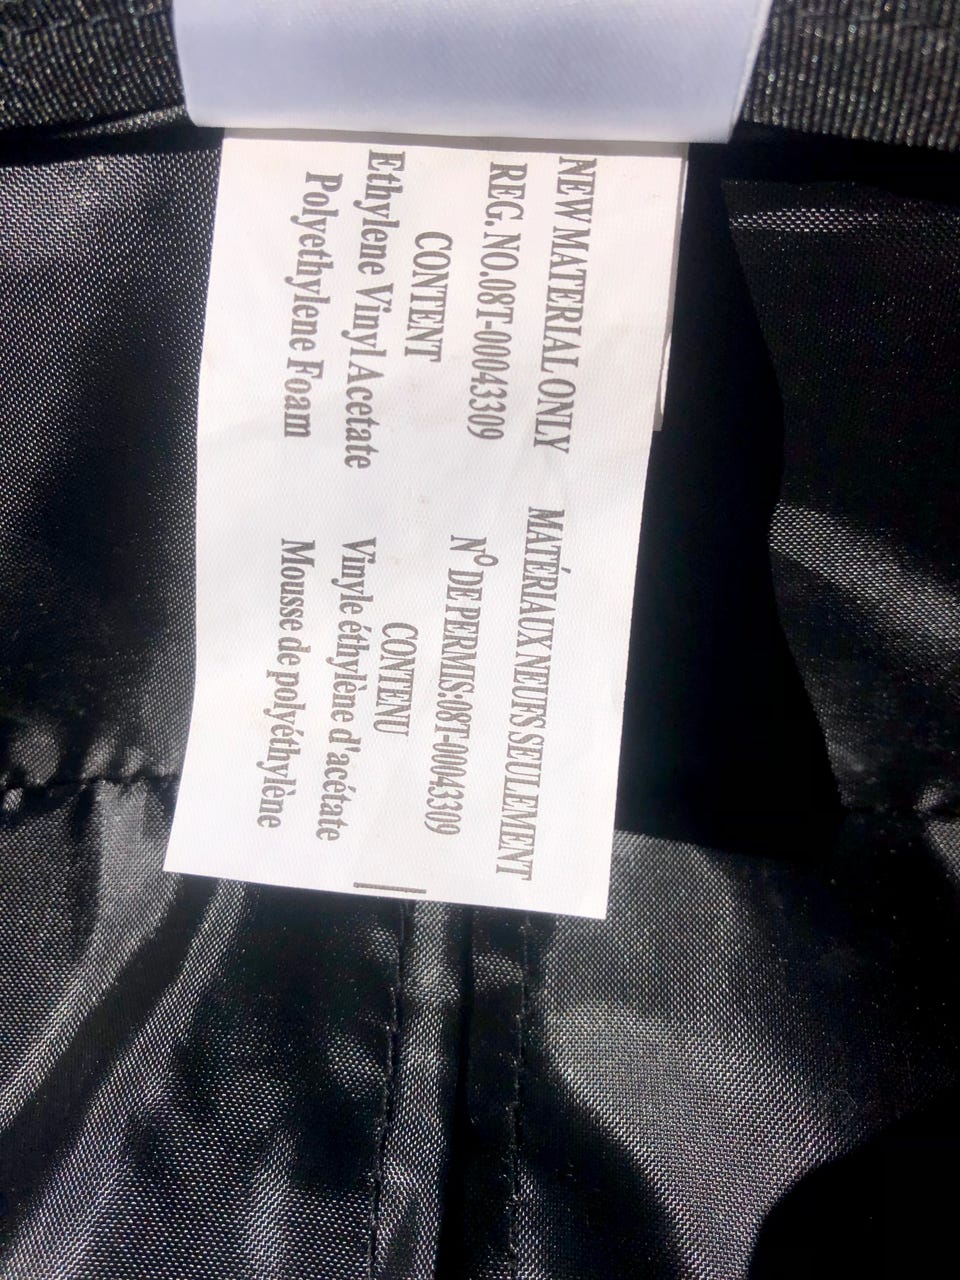 NEW MATERIAL ONLY
REG. NO.08T-00043309
CONTENT
Ethylene Vinyl Acetate
Polyethylene Foam
MATÉRIAUX NEUFS SEULEMENT
N° DE PERMIS:08T-00043309
CONTENU
Vinyle éthylène d'acétate
Mousse de polyéthylène